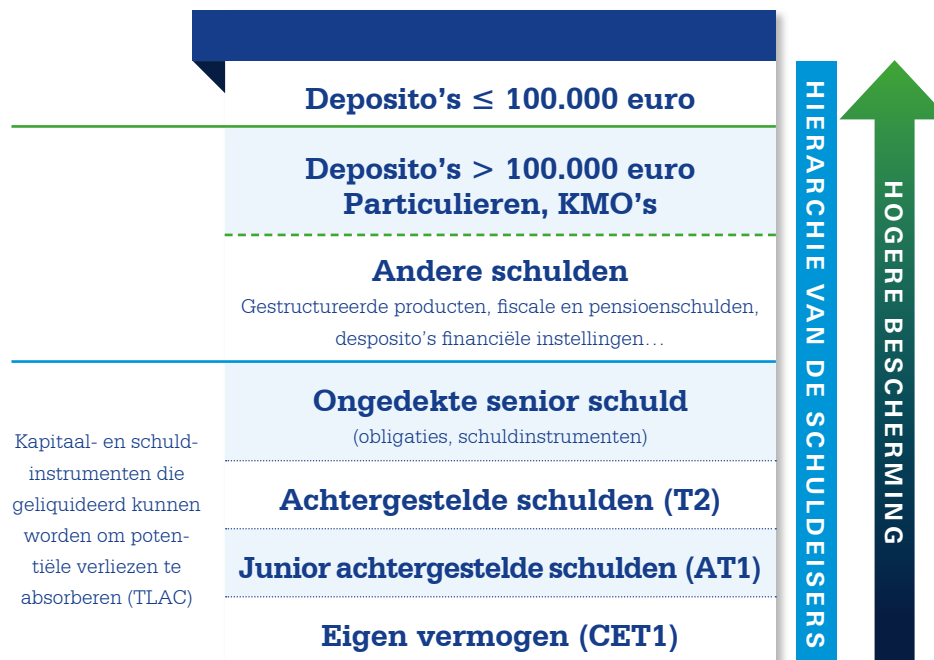 Deposito's ≤ 100.000 euro
Deposito's > 100.000 euro
Particulieren, KMO's
Andere schulden
Gestructureerde producten, fiscale en pensioenschulden,
desposito's financiële instellingen...
Ongedekte senior schuld
(obligaties, schuldinstrumenten)
Achtergestelde schulden (T2)
Junior achtergestelde schulden (AT1)
Eigen vermogen (CET1)
Kapitaal- en schuld-
instrumenten die
geliquideerd kunnen
worden om poten-
tiële verliezen te
absorberen (TLAC)
HIERARCHIE VAN DE SCHULDEISERS
HOGERE BESCHERMING